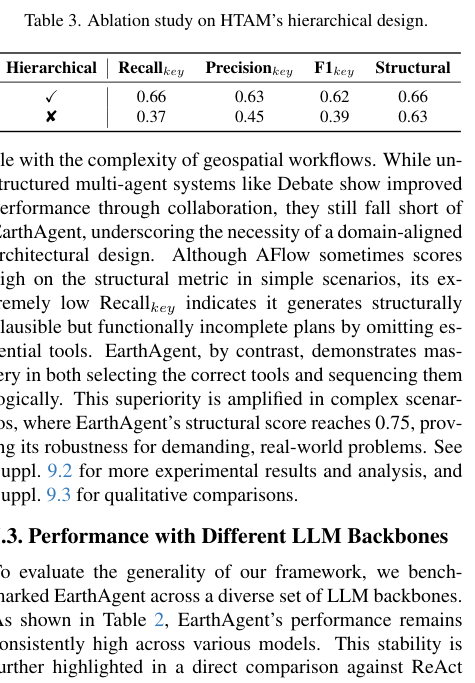 Table 3. Ablation study on HTAM's hierarchical design.
Hierarchical Recall_key Precision_key F1_key Structural
✓ 0.66 0.63 0.62 0.66
✘ 0.37 0.45 0.39 0.63
le with the complexity of geospatial workflows. While un-
tructured multi-agent systems like Debate show improved
erformance through collaboration, they still fall short of
EarthAgent, underscoring the necessity of a domain-aligned
rchitectural design. Although AFlow sometimes scores
igh on the structural metric in simple scenarios, its ex-
remely low Recall_key indicates it generates structurally
lausible but functionally incomplete plans by omitting es-
ential tools. EarthAgent, by contrast, demonstrates mas-
ery in both selecting the correct tools and sequencing them
ogically. This superiority is amplified in complex scenar-
os, where EarthAgent's structural score reaches 0.75, prov-
ng its robustness for demanding, real-world problems. See
uppl. 9.2 for more experimental results and analysis, and
uppl. 9.3 for qualitative comparisons.
.3. Performance with Different LLM Backbones
To evaluate the generality of our framework, we bench-
marked EarthAgent across a diverse set of LLM backbones.
As shown in Table 2, EarthAgent's performance remains
onsistently high across various models. This stability is
urther highlighted in a direct comparison against ReAct